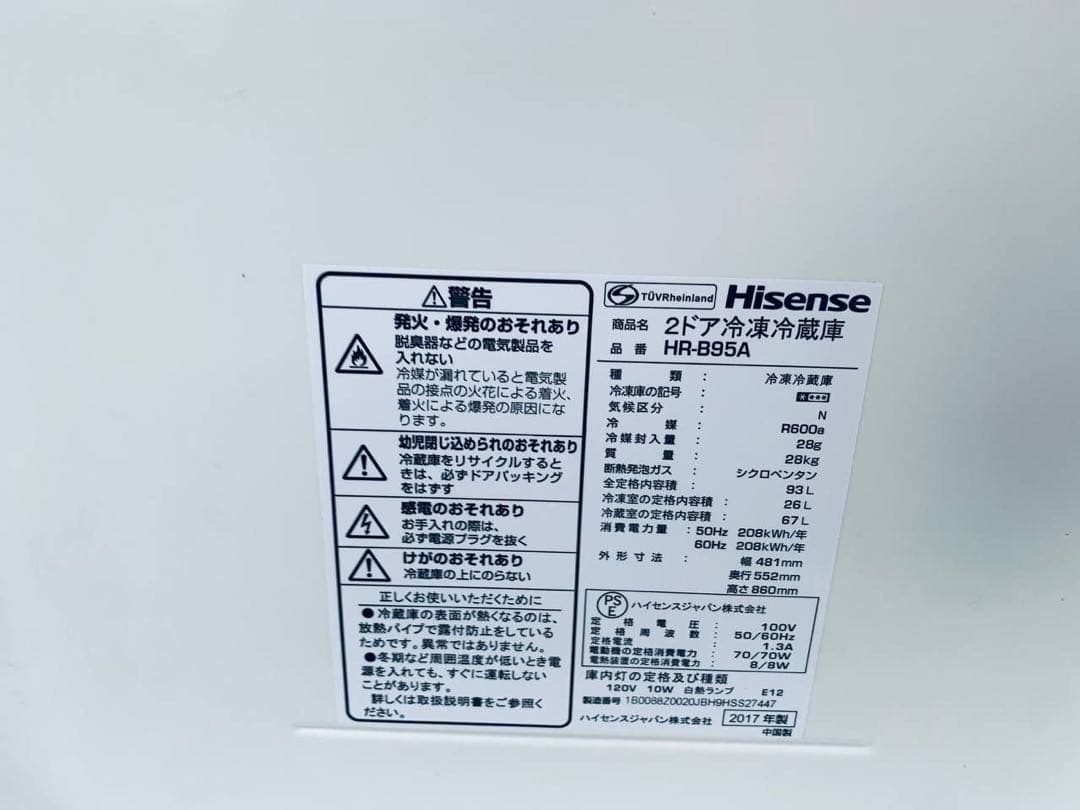 警告
発火・爆発のおそれあり
脱臭器などの電気製品を
入れない
冷媒が漏れていると電気製
品の接点の火花による着火、
着火による爆発の原因にな
ります。
幼児閉じ込められのおそれあり
冷蔵庫をリサイクルすると
きは、必ずドアパッキング
をはずす
感電のおそれあり
お手入れの際は、
必ず電源プラグを抜く
けがのおそれあり
冷蔵庫の上にのらない
正しくお使いいただくために
●冷蔵庫の表面が熱くなるのは、
放熱パイプで露付防止をしている
ためです。異常ではありません。
●冬期など周囲温度が低いとき電
源を入れても、すぐに運転しない
ことがあります。
詳しくは取扱説明書をご参照く
ださい。
TÜVRheinland Hisense
商品名 2ドア冷凍冷蔵庫
品番 HR-B95A
種類 : 冷凍冷蔵庫
冷凍庫の記号 : ****
気候区分 : N
冷媒 : R600a
冷媒封入量 : 28g
質量 : 28kg
断熱発泡ガス : シクロペンタン
全定格内容積 : 93L
冷凍室の定格内容積 : 26L
冷蔵室の定格内容積 : 67L
消費電力量 : 50Hz 208kWh/年
60Hz 208kWh/年
外形寸法 : 幅 481mm
奥行 552mm
高さ 860mm
PSE ハイセンスジャパン株式会社
定格電圧 : 100V
定格周波数 : 50/60Hz
定格電流 : 1.3A
電動機の定格消費電力 : 70/70W
電熱装置の定格消費電力 : 8/8W
庫内灯の定格及び種類
120V 10W 白熱ランプ E12
製造番号 1B0088Z0020JBH9HSS27447
ハイセンスジャパン株式会社 2017年製
中国製